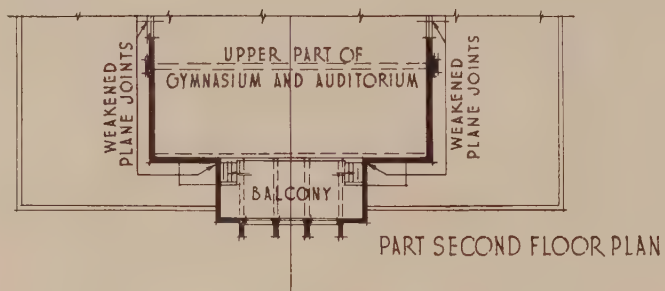 UPPER PART OF
GYMNASIUM AND AUDITORIUM
WEAKENED
PLANE JOINTS
WEAKENED
PLANE JOINTS
BALCONY
PART SECOND FLOOR PLAN